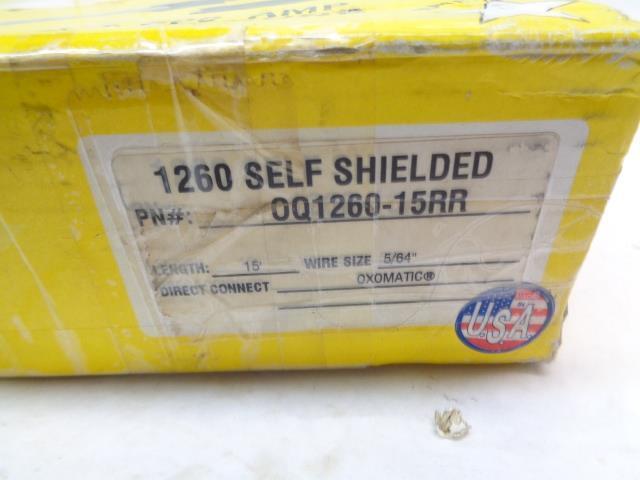 1260 SELF SHIELDED
PN#: OQ1260-15RR
LENGTH: 15' WIRE SIZE 5/64"
DIRECT CONNECT OXOMATIC®
U.S.A.